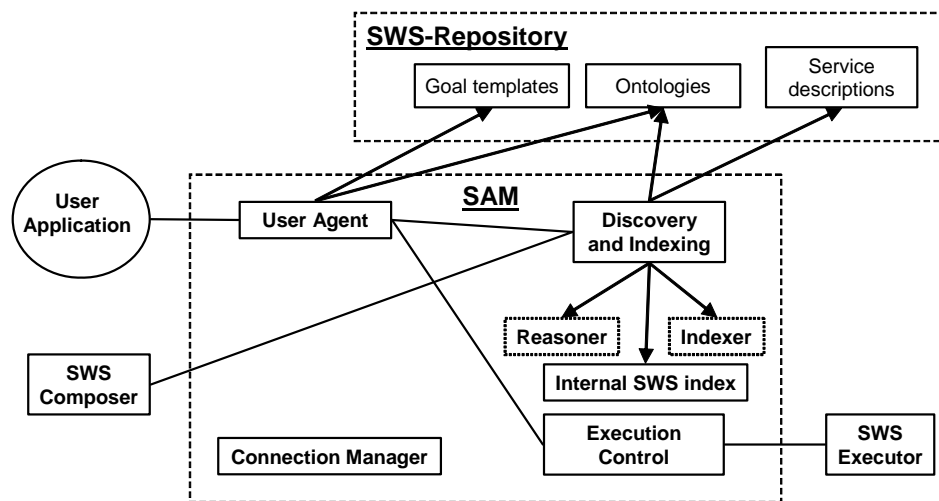 SWS-Repository
Goal templates
Ontologies
Service
descriptions
SAM
User
Application
User Agent
Discovery
and Indexing
Reasoner
Indexer
Internal SWS index
SWS
Composer
Connection Manager
Execution
Control
SWS
Executor